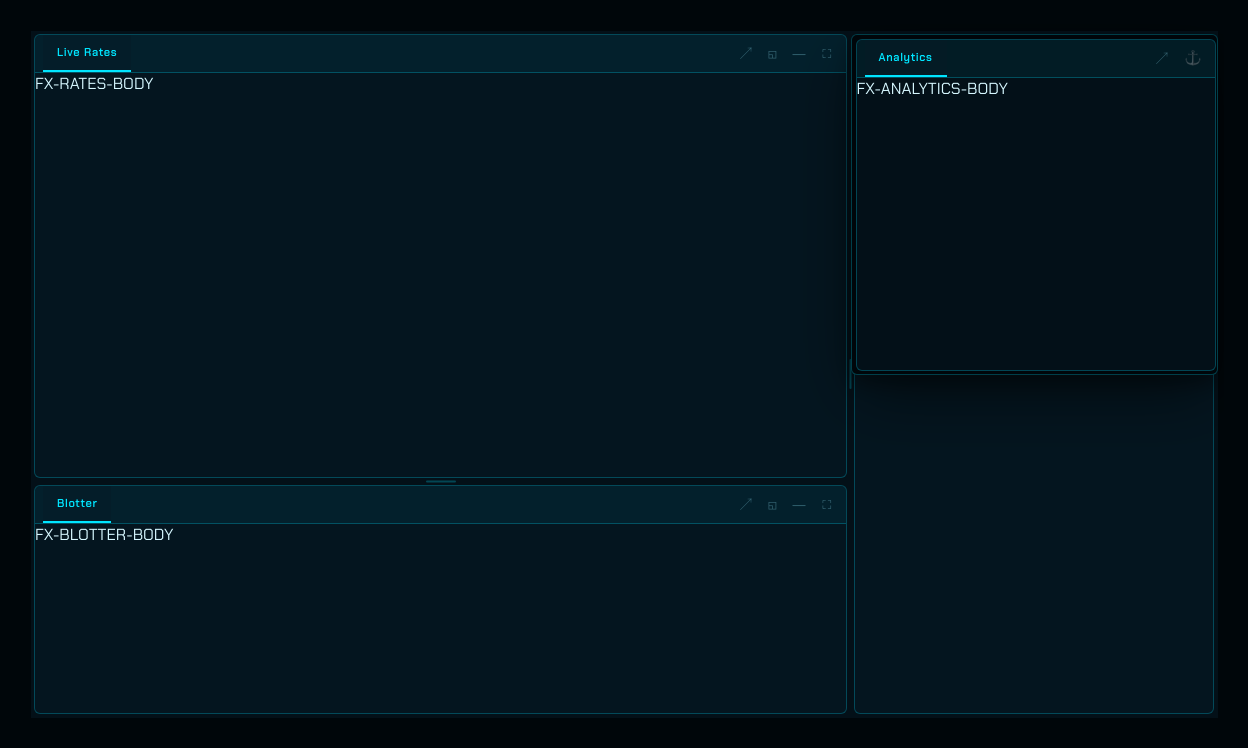 Live Rates
FX-RATES-BODY
Analytics
FX-ANALYTICS-BODY
Blotter
FX-BLOTTER-BODY